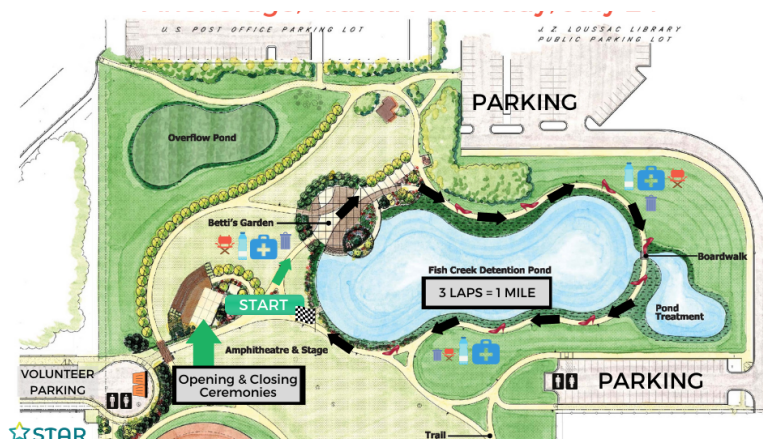 U.S. POST OFFICE PARKING LOT
J.Z. LOUSSAC LIBRARY
PUBLIC PARKING LOT
PARKING
Overflow Pond
Betti's Garden
Boardwalk
Fish Creek Detention Pond
3 LAPS = 1 MILE
START
Pond
Treatment
Amphitheatre & Stage
VOLUNTEER
PARKING
Opening & Closing
Ceremonies
PARKING
Trail
STAR